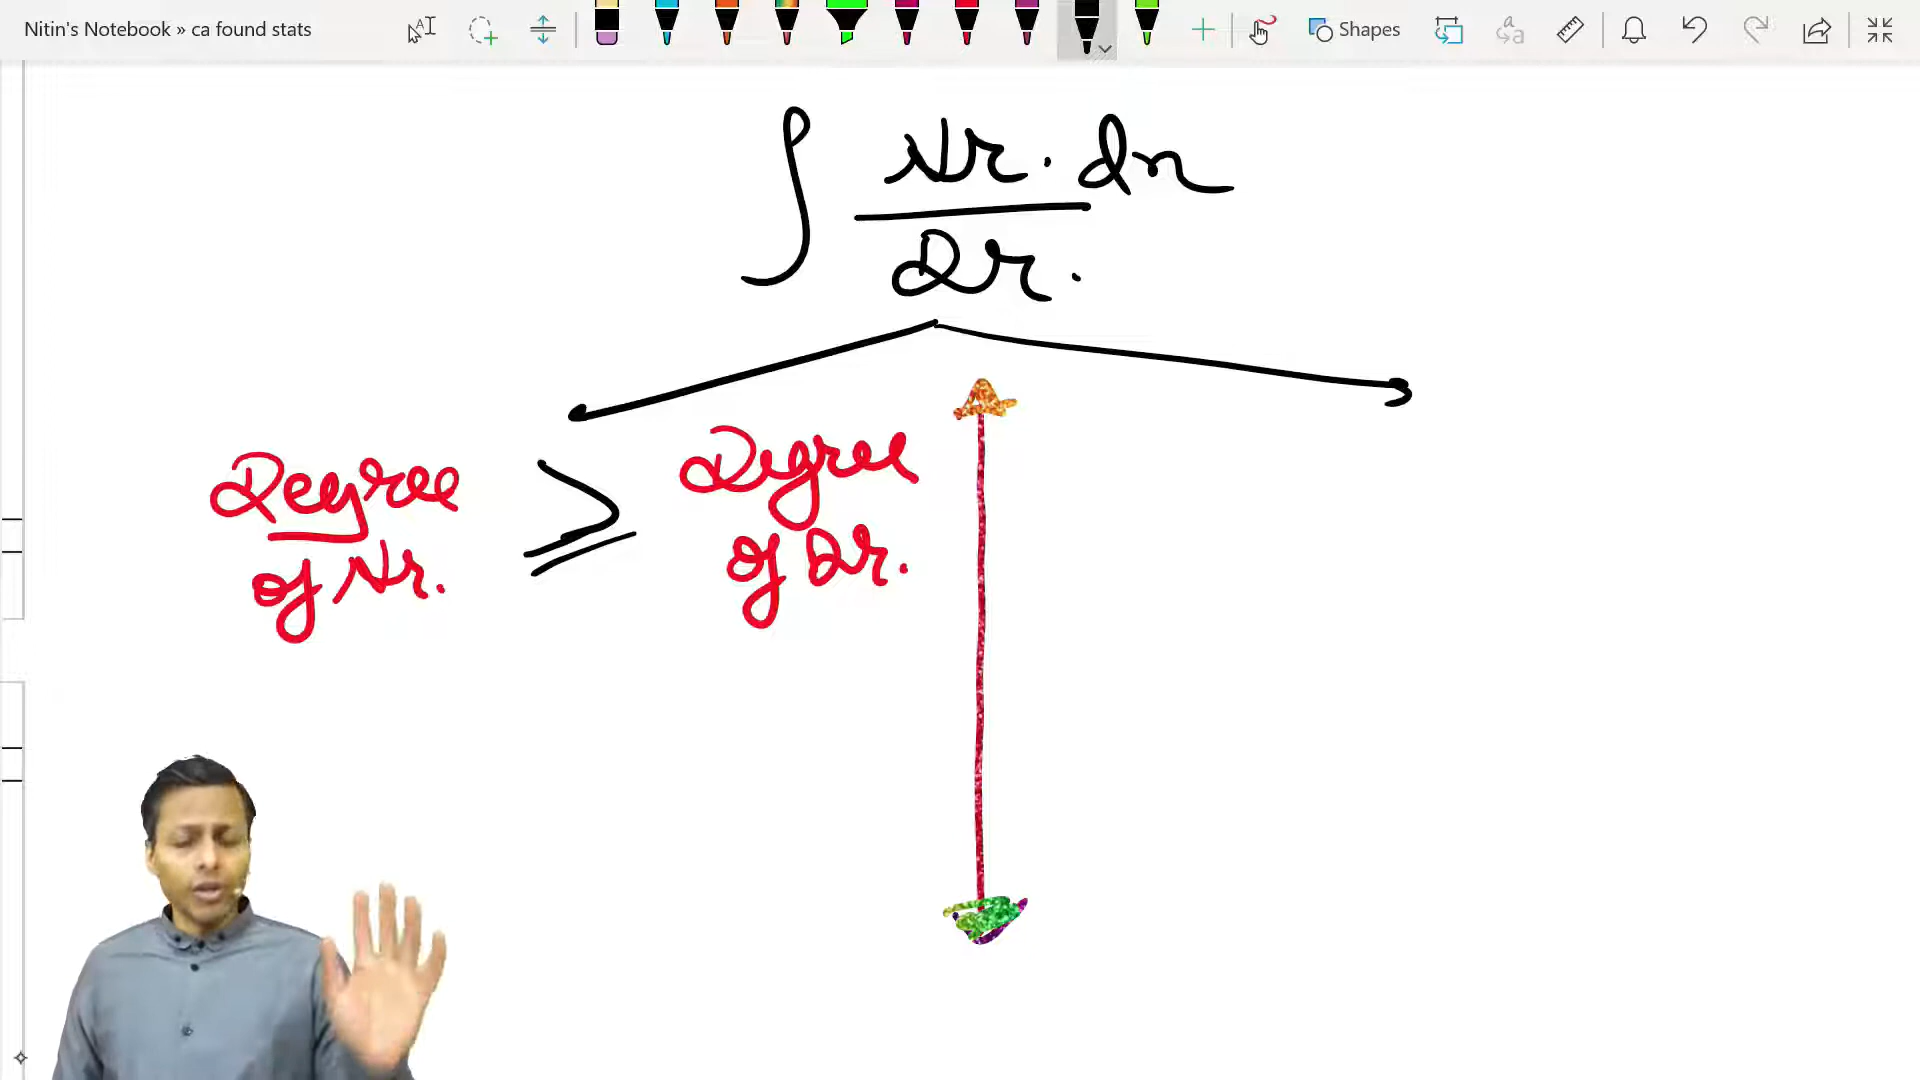 Nitin's Notebook » ca found stats
Shapes
∫ Nr. dx
Dr.
Degree of Nr. ≥ Degree of Dr.